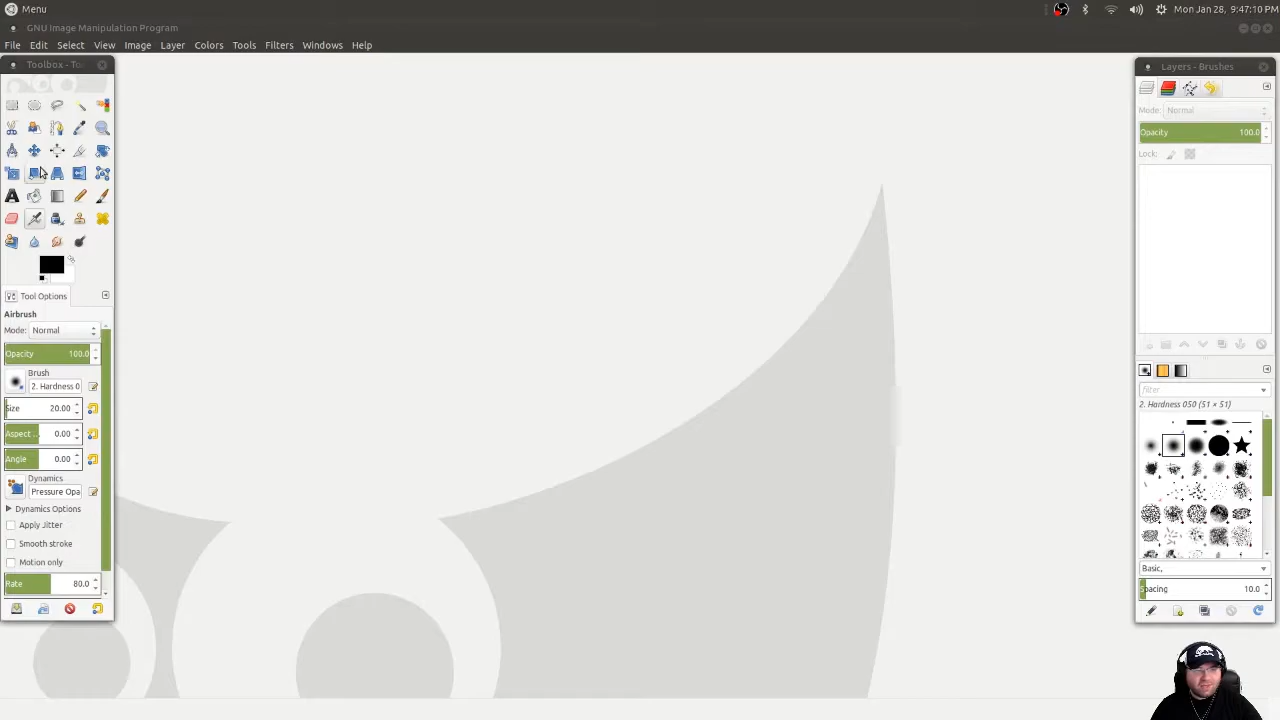 Menu
Mon Jan 28, 9:47:10 PM
GNU Image Manipulation Program
File Edit Select View Image Layer Colors Tools Filters Windows Help
Toolbox - To
Tool Options
Airbrush
Mode: Normal
Opacity 100.0
Brush
2. Hardness 0
Size 20.00
Aspect ... 0.00
Angle 0.00
Dynamics
Pressure Opa
Dynamics Options
Apply Jitter
Smooth stroke
Motion only
Rate 80.0
Layers - Brushes
Mode: Normal
Opacity 100.0
Lock:
filter
2. Hardness 050 (51 × 51)
Basic,
Spacing 10.0